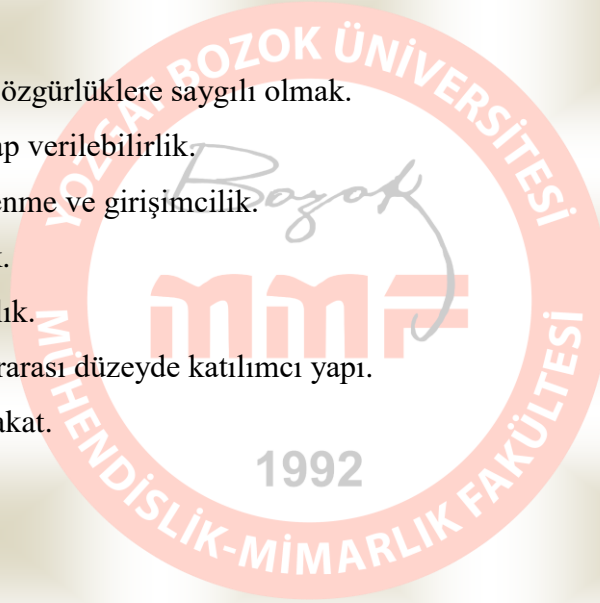 YOZGAT BOZOK ÜNİVERSİTESİ
özgürlüklere saygılı olmak.
ap verilebilirlik.
Bozok
enme ve girişimcilik.
k.
MMF
lık.
rarası düzeyde katılımcı yapı.
akat.
1992
MÜHENDİSLİK-MİMARLIK FAKÜLTESİ